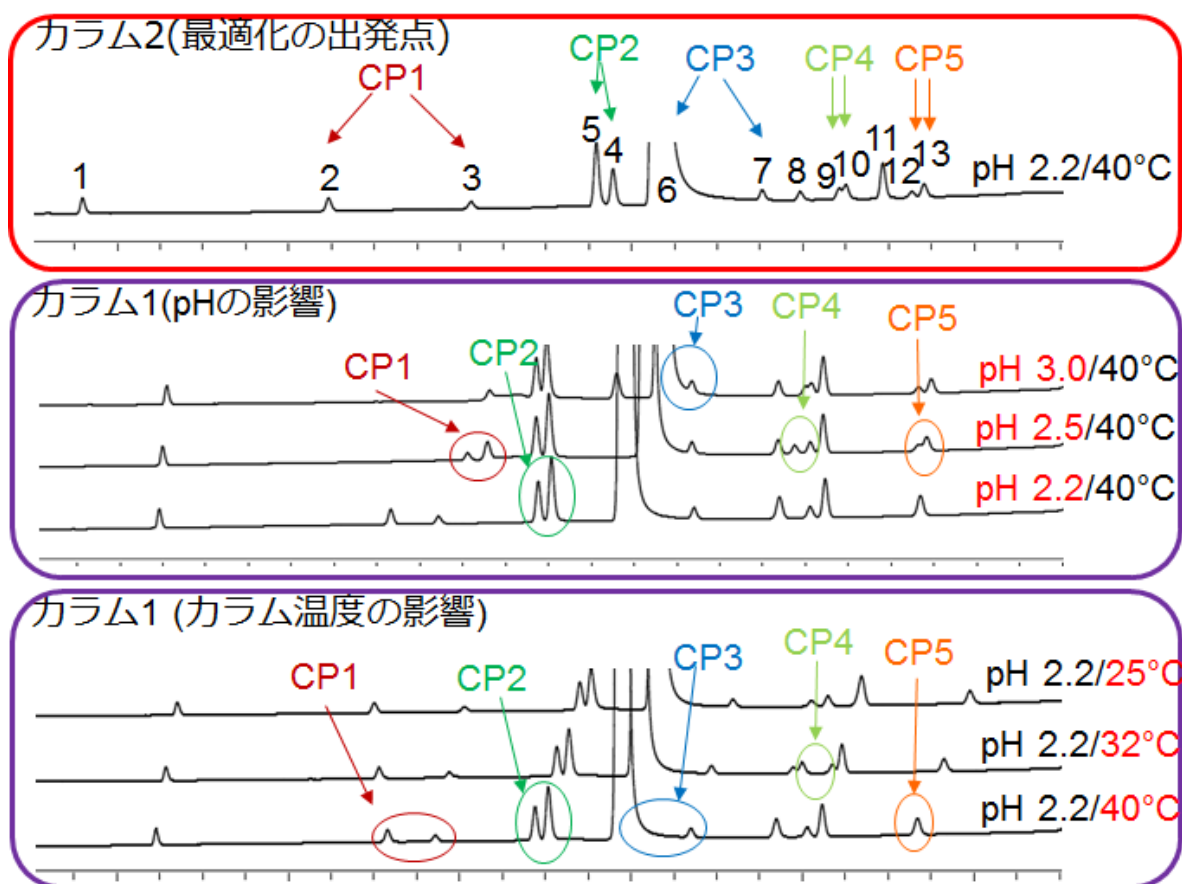 カラム2(最適化の出発点)
CP1
CP2
CP3
CP4
CP5
1
2
3
5
4
6
7
8
9
10
11
12
13
pH 2.2/40°C
カラム1(pHの影響)
CP1
CP2
CP3
CP4
CP5
pH 3.0/40°C
pH 2.5/40°C
pH 2.2/40°C
カラム1 (カラム温度の影響)
CP1
CP2
CP3
CP4
CP5
pH 2.2/25°C
pH 2.2/32°C
pH 2.2/40°C